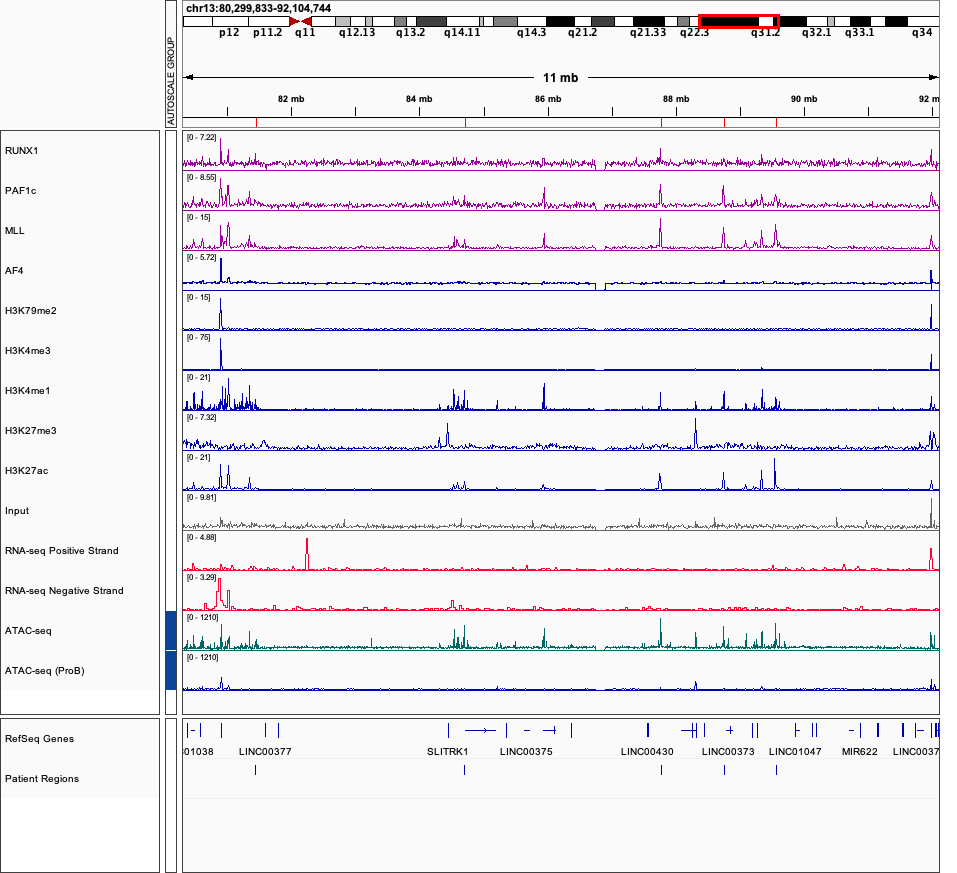 chr13:80,299,833-92,104,744
p12 p11.2 q11 q12.13 q13.2 q14.11 q14.3 q21.2 q21.33 q22.3 q31.2 q32.1 q33.1 q34
AUTOSCALE GROUP
11 mb
82 mb 84 mb 86 mb 88 mb 90 mb 92 m
RUNX1 [0 - 7.22]
PAF1c [0 - 8.55]
MLL [0 - 15]
AF4 [0 - 5.72]
H3K79me2 [0 - 15]
H3K4me3 [0 - 75]
H3K4me1 [0 - 21]
H3K27me3 [0 - 7.32]
H3K27ac [0 - 21]
Input [0 - 9.81]
RNA-seq Positive Strand [0 - 4.88]
RNA-seq Negative Strand [0 - 3.29]
ATAC-seq [0 - 1210]
ATAC-seq (ProB) [0 - 1210]
RefSeq Genes
01038 LINC00377 SLITRK1 LINC00375 LINC00430 LINC00373 LINC01047 MIR622 LINC0037
Patient Regions